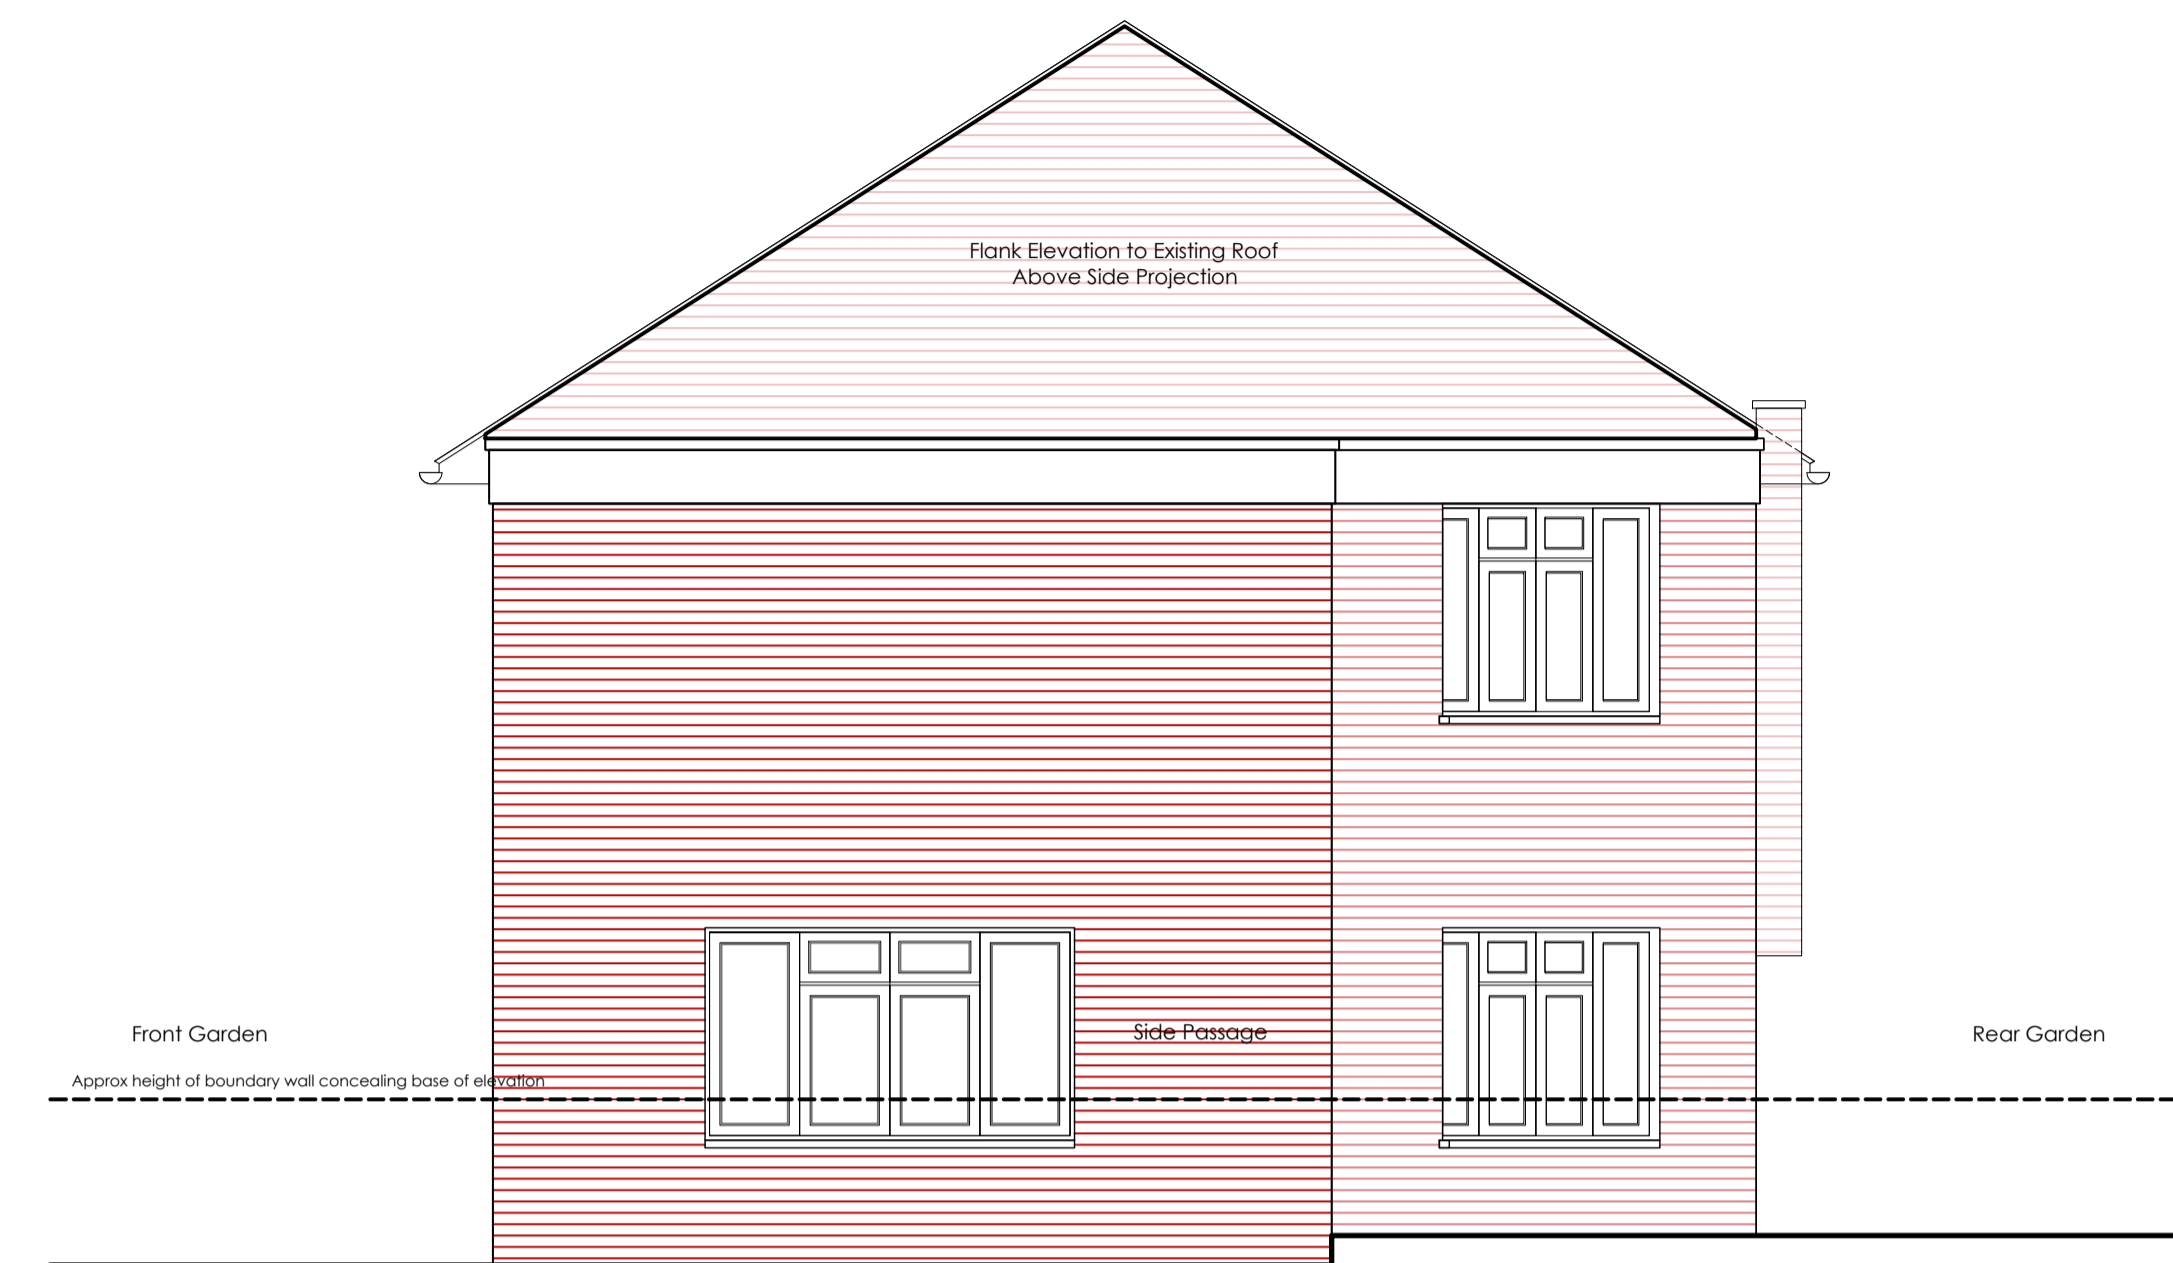 Flank Elevation to Existing Roof
Above Side Projection
Front Garden
Side Passage
Rear Garden
Approx height of boundary wall concealing base of elevation